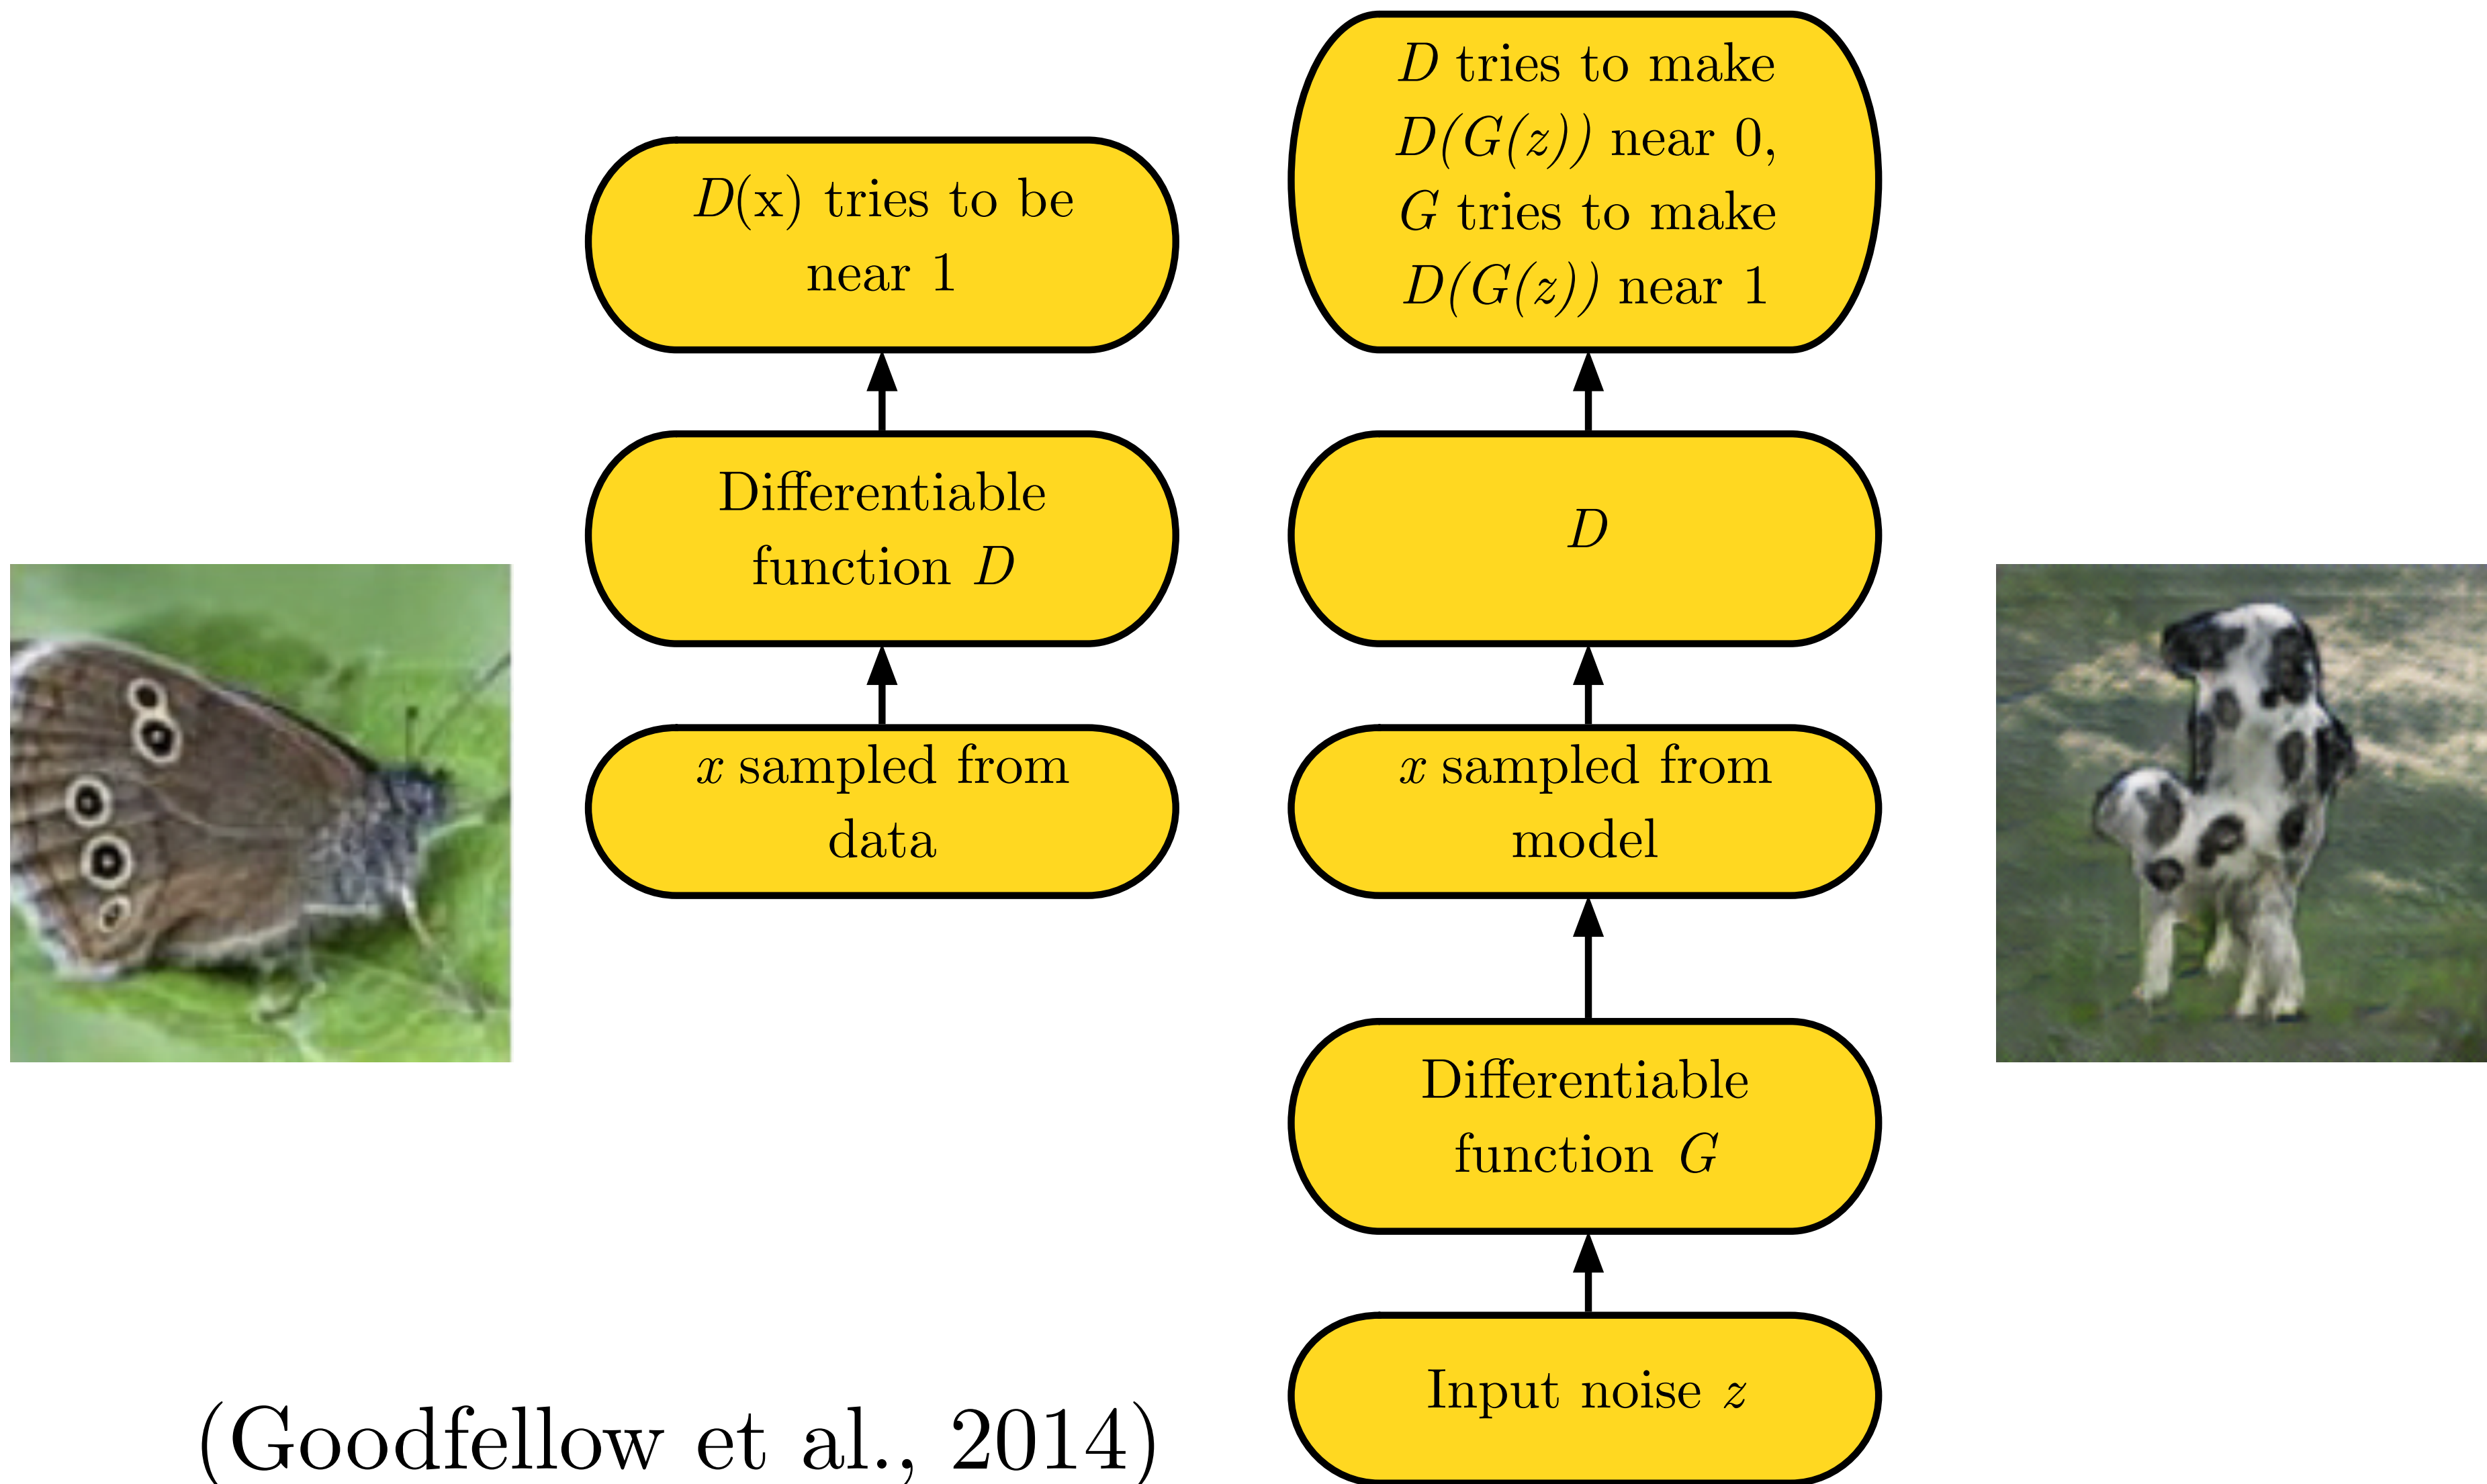 D(x) tries to be
near 1
Differentiable
function D
x sampled from
data
D tries to make
D(G(z)) near 0,
G tries to make
D(G(z)) near 1
D
x sampled from
model
Differentiable
function G
Input noise z
(Goodfellow et al., 2014)